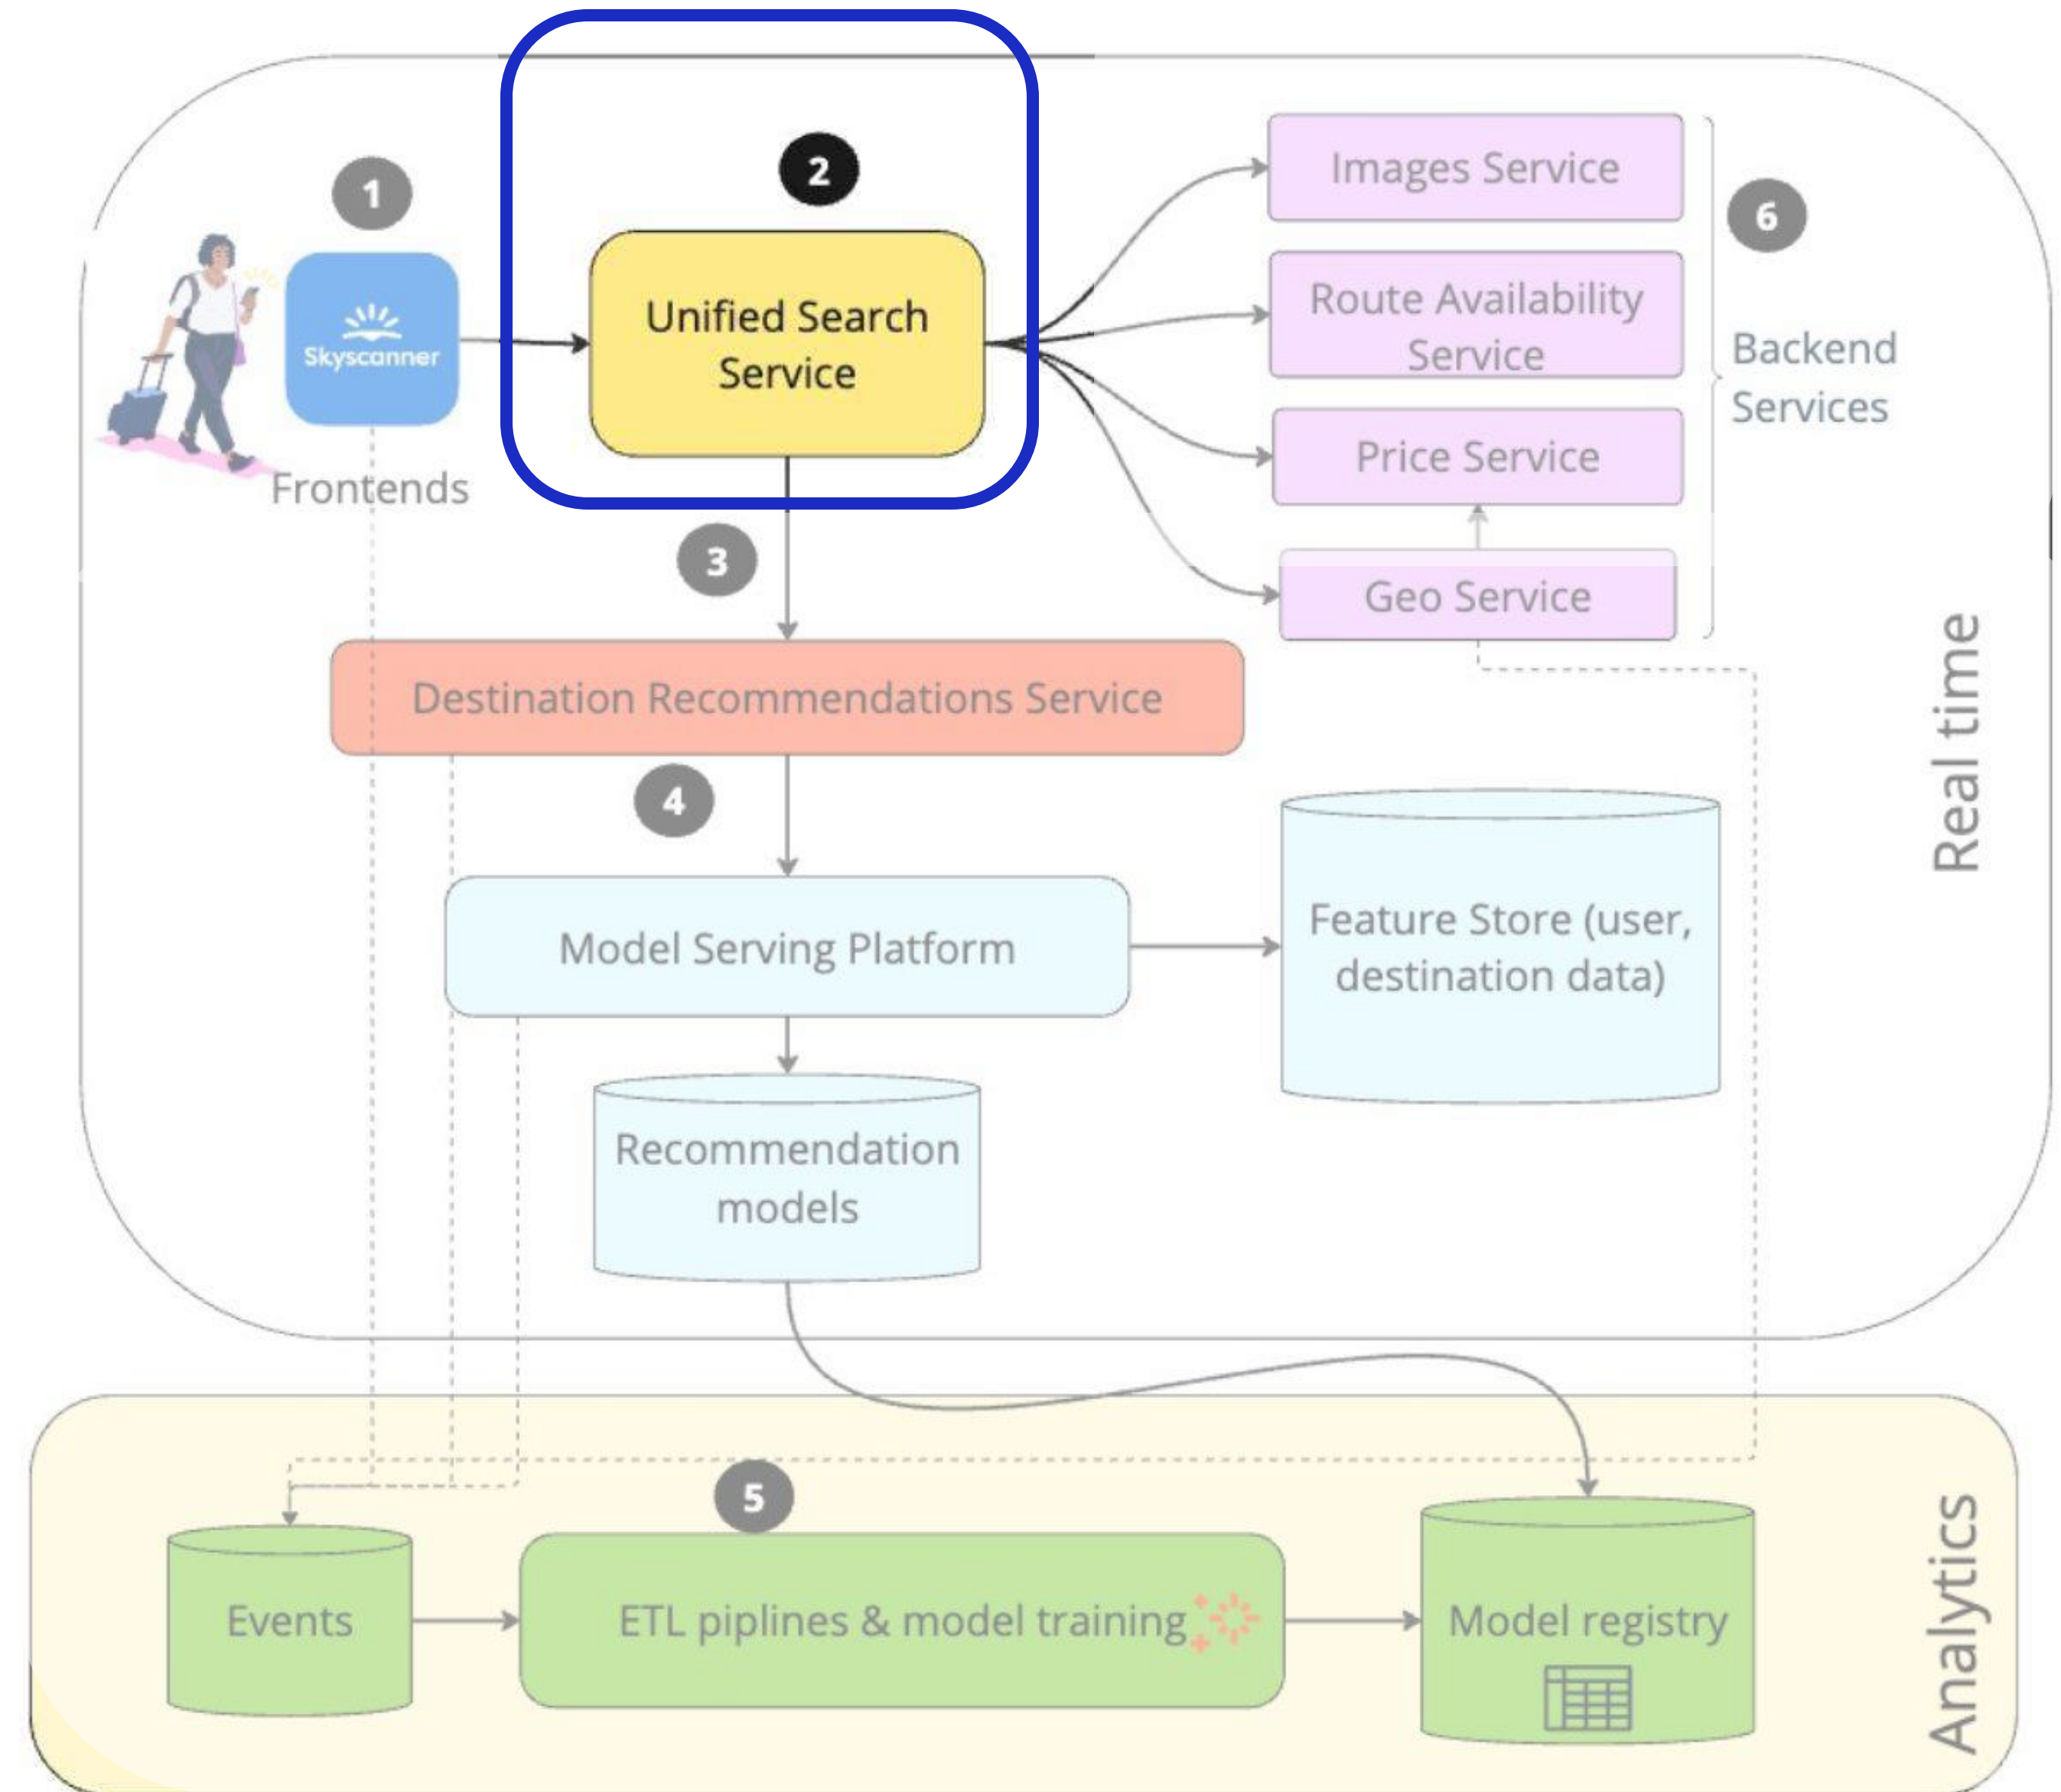 1
2
Skyscanner
Frontends
Unified Search
Service
Images Service
Route Availability
Service
Price Service
Geo Service
6
Backend
Services
3
Destination Recommendations Service
4
Model Serving Platform
Feature Store (user,
destination data)
Recommendation
models
Real time
5
Events
ETL piplines & model training
Model registry
Analytics